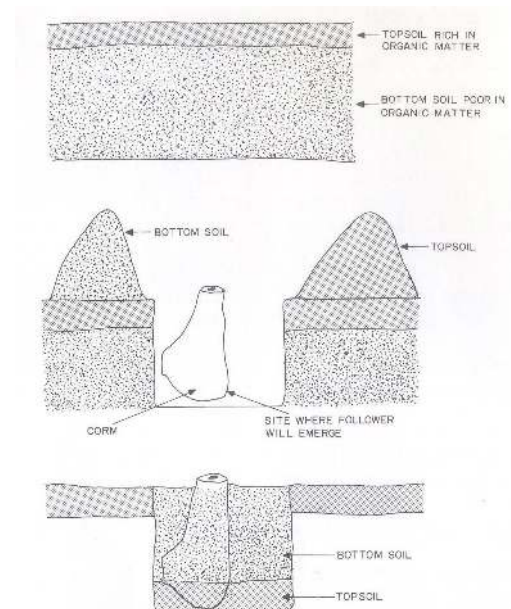 TOPSOIL RICH IN
ORGANIC MATTER
BOTTOM SOIL POOR IN
ORGANIC MATTER
BOTTOM SOIL
TOPSOIL
CORM
SITE WHERE FOLLOWER
WILL EMERGE
BOTTOM SOIL
TOPSOIL